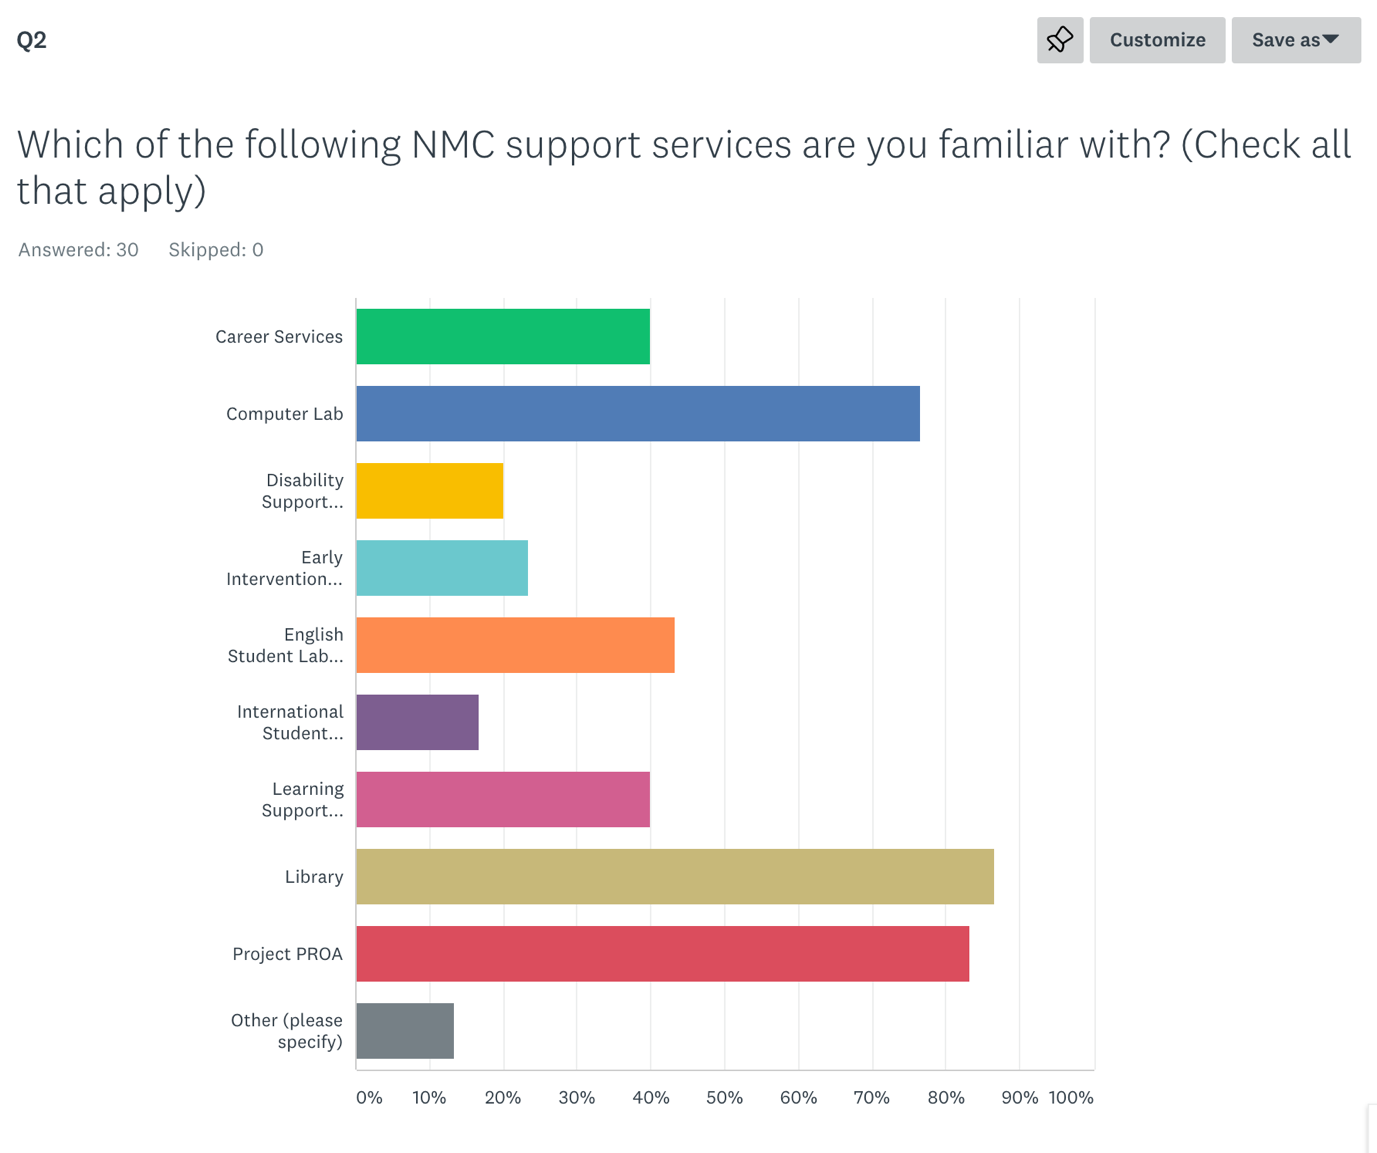 Q2
Customize
Save as
Which of the following NMC support services are you familiar with? (Check all
that apply)
Answered: 30 Skipped: 0
Career Services
Computer Lab
Disability
Support...
Early
Intervention...
English
Student Lab...
International
Student...
Learning
Support...
Library
Project PROA
Other (please
specify)
0% 10% 20% 30% 40% 50% 60% 70% 80% 90% 100%